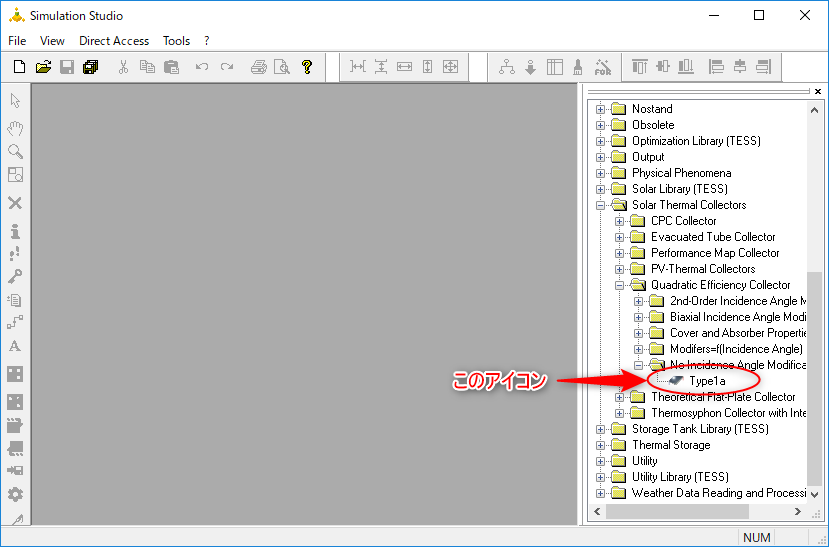 Simulation Studio
File View Direct Access Tools ?
FOR
Nostand
Obsolete
Optimization Library (TESS)
Output
Physical Phenomena
Solar Library (TESS)
Solar Thermal Collectors
CPC Collector
Evacuated Tube Collector
Performance Map Collector
PV-Thermal Collectors
Quadratic Efficiency Collector
2nd-Order Incidence Angle M
Biaxial Incidence Angle Modi
Cover and Absorber Propertie
Modifers=f(Incidence Angle)
No Incidence Angle Modifica
このアイコン
Type1a
Theoretical Flat-Plate Collector
Thermosyphon Collector with Inte
Storage Tank Library (TESS)
Thermal Storage
Utility
Utility Library (TESS)
Weather Data Reading and Processi
NUM